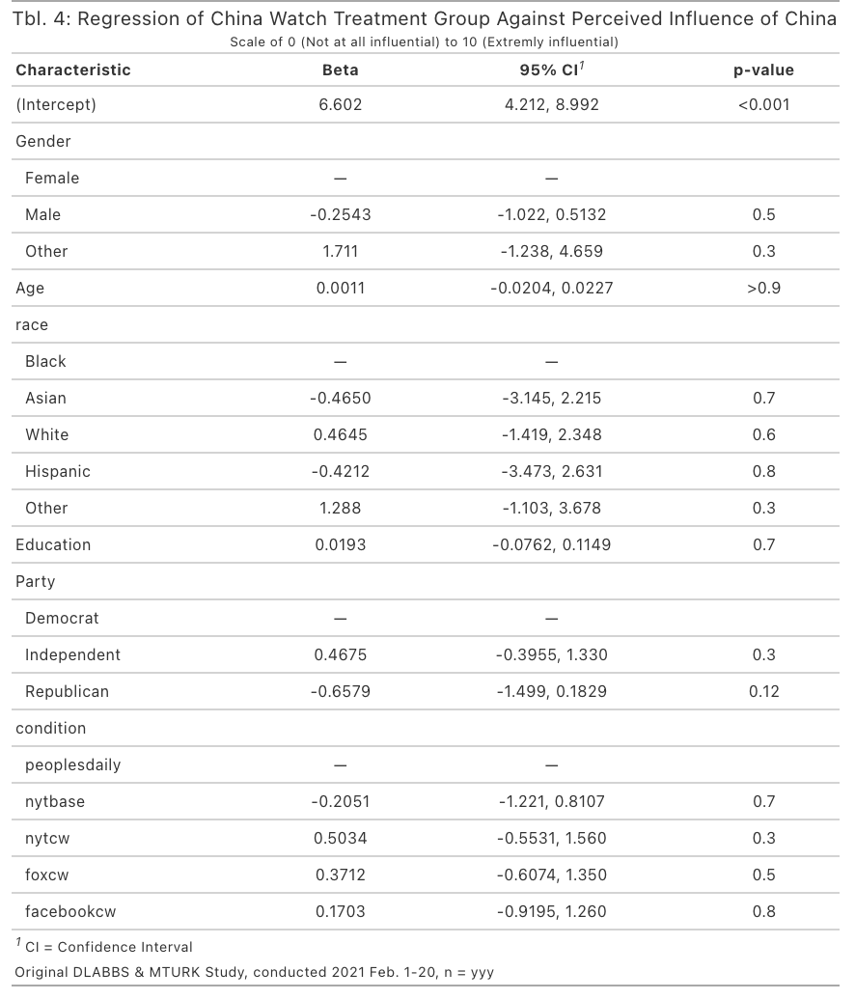 Tbl. 4: Regression of China Watch Treatment Group Against Perceived Influence of China
Scale of 0 (Not at all influential) to 10 (Extremly influential)
Characteristic Beta 95% CI¹ p-value
(Intercept) 6.602 4.212, 8.992 <0.001
Gender
Female — —
Male -0.2543 -1.022, 0.5132 0.5
Other 1.711 -1.238, 4.659 0.3
Age 0.0011 -0.0204, 0.0227 >0.9
race
Black — —
Asian -0.4650 -3.145, 2.215 0.7
White 0.4645 -1.419, 2.348 0.6
Hispanic -0.4212 -3.473, 2.631 0.8
Other 1.288 -1.103, 3.678 0.3
Education 0.0193 -0.0762, 0.1149 0.7
Party
Democrat — —
Independent 0.4675 -0.3955, 1.330 0.3
Republican -0.6579 -1.499, 0.1829 0.12
condition
peoplesdaily — —
nytbase -0.2051 -1.221, 0.8107 0.7
nytcw 0.5034 -0.5531, 1.560 0.3
foxcw 0.3712 -0.6074, 1.350 0.5
facebookcw 0.1703 -0.9195, 1.260 0.8
¹ CI = Confidence Interval
Original DLABBS & MTURK Study, conducted 2021 Feb. 1-20, n = yyy